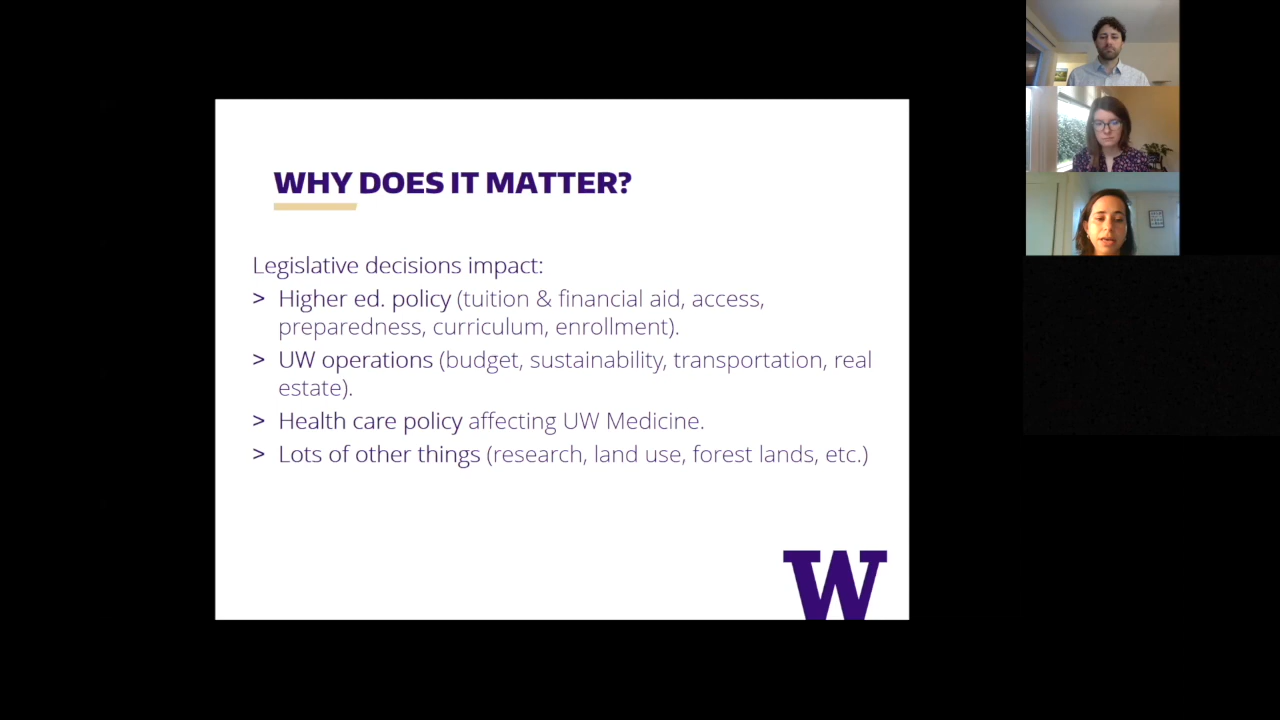 WHY DOES IT MATTER?
Legislative decisions impact:
> Higher ed. policy (tuition & financial aid, access,
preparedness, curriculum, enrollment).
> UW operations (budget, sustainability, transportation, real
estate).
> Health care policy affecting UW Medicine.
> Lots of other things (research, land use, forest lands, etc.)
W